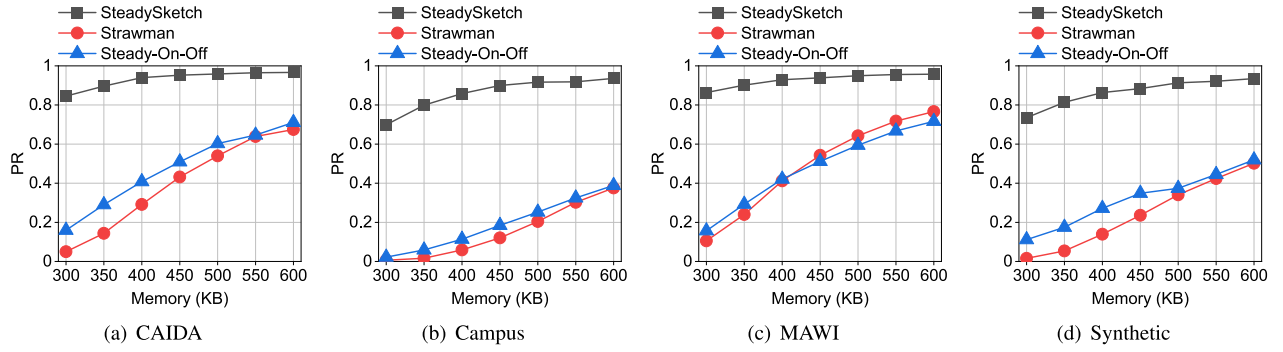 SteadySketch
Strawman
Steady-On-Off
1
0.8
0.6
0.4
0.2
0
PR
300 350 400 450 500 550 600
Memory (KB)
(a) CAIDA
SteadySketch
Strawman
Steady-On-Off
1
0.8
0.6
0.4
0.2
0
PR
300 350 400 450 500 550 600
Memory (KB)
(b) Campus
SteadySketch
Strawman
Steady-On-Off
1
0.8
0.6
0.4
0.2
0
PR
300 350 400 450 500 550 600
Memory (KB)
(c) MAWI
SteadySketch
Strawman
Steady-On-Off
1
0.8
0.6
0.4
0.2
0
PR
300 350 400 450 500 550 600
Memory (KB)
(d) Synthetic